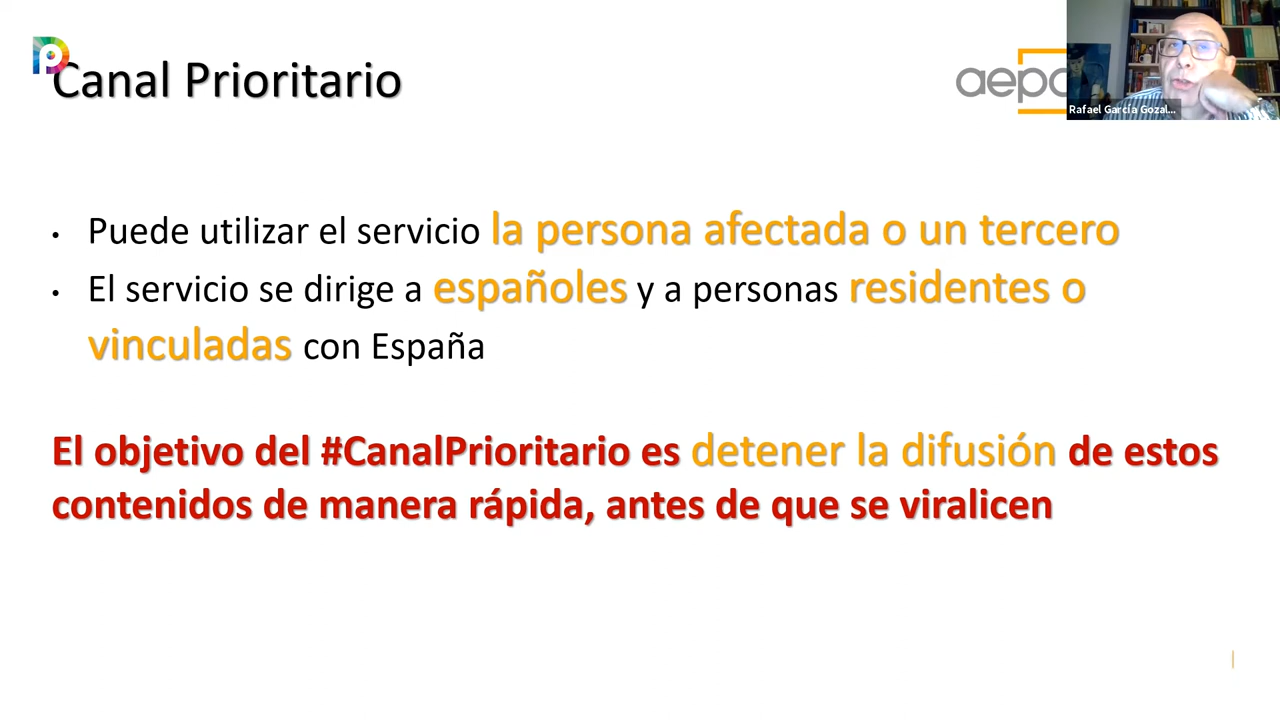 Canal Prioritario
aepd
Rafael García Gozal...
• Puede utilizar el servicio la persona afectada o un tercero
• El servicio se dirige a españoles y a personas residentes o
vinculadas con España
El objetivo del #CanalPrioritario es detener la difusión de estos
contenidos de manera rápida, antes de que se viralicen